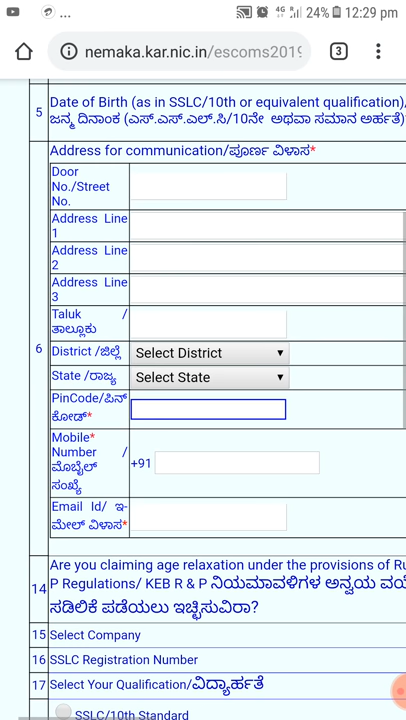 ... 4G 24% 12:29 pm
nemaka.kar.nic.in/escoms2019 3
5 Date of Birth (as in SSLC/10th or equivalent qualification),
ಜನ್ಮ ದಿನಾಂಕ (ಎಸ್.ಎಸ್.ಎಲ್.ಸಿ/10ನೇ ಅಥವಾ ಸಮಾನ ಅರ್ಹತೆ)
Address for communication/ಪೂರ್ಣ ವಿಳಾಸ*
Door
No./Street
No.
Address Line
1
Address Line
2
Address Line
3
Taluk /
ತಾಲ್ಲೂಕು
6 District /ಜಿಲ್ಲೆ Select District
State /ರಾಜ್ಯ Select State
PinCode/ಪಿನ್
ಕೋಡ್*
Mobile*
Number /
ಮೊಬೈಲ್ +91
ಸಂಖ್ಯೆ
Email Id/ ಇ-
ಮೇಲ್ ವಿಳಾಸ*
Are you claiming age relaxation under the provisions of Ru
14 P Regulations/ KEB R & P ನಿಯಮಾವಳಿಗಳ ಅನ್ವಯ ವಯ
ಸಡಿಲಿಕೆ ಪಡೆಯಲು ಇಚ್ಛಿಸುವಿರಾ?
15 Select Company
16 SSLC Registration Number
17 Select Your Qualification/ವಿದ್ಯಾರ್ಹತೆ
SSLC/10th Standard